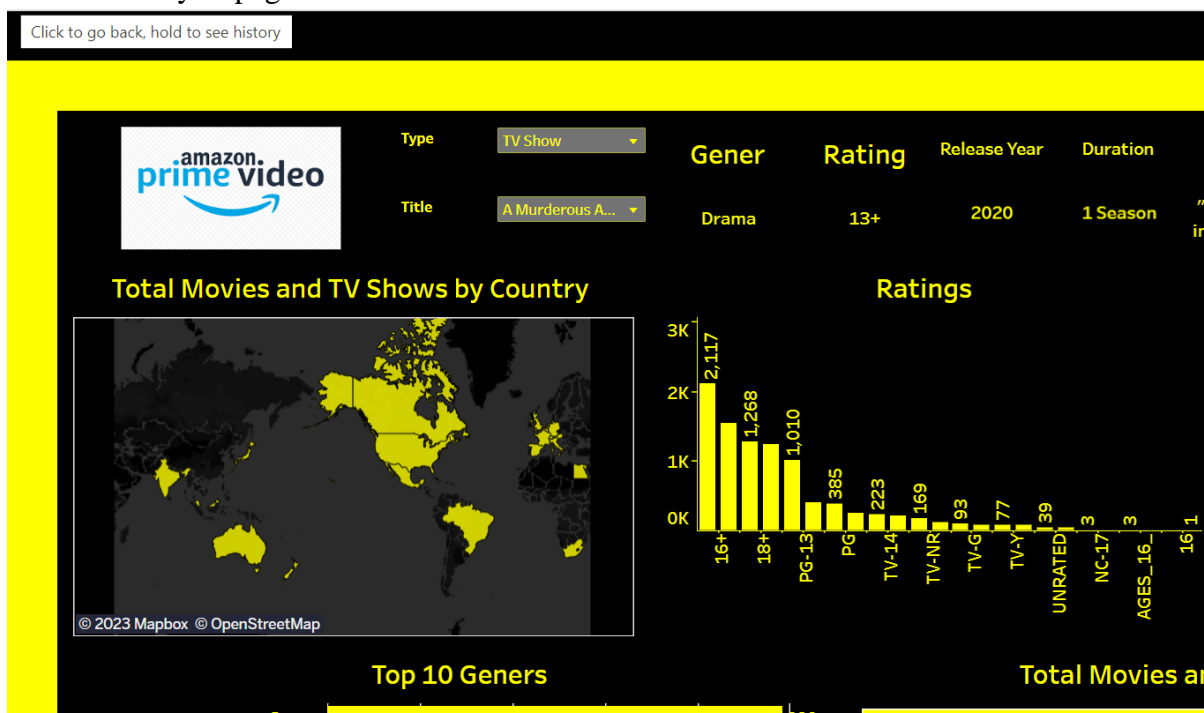 Click to go back, hold to see history
amazon
prime video
Type
TV Show
Title
A Murderous A...
Gener
Rating
Release Year
Duration
Drama
13+
2020
1 Season
Total Movies and TV Shows by Country
© 2023 Mapbox © OpenStreetMap
Ratings
3K
2K
1K
0K
2,117
1,268
1,010
385
223
169
93
77
39
3
3
1
16+
18+
PG-13
PG
TV-14
TV-NR
TV-G
TV-Y
UNRATED
NC-17
AGES_16_
16
Top 10 Geners
Total Movies a